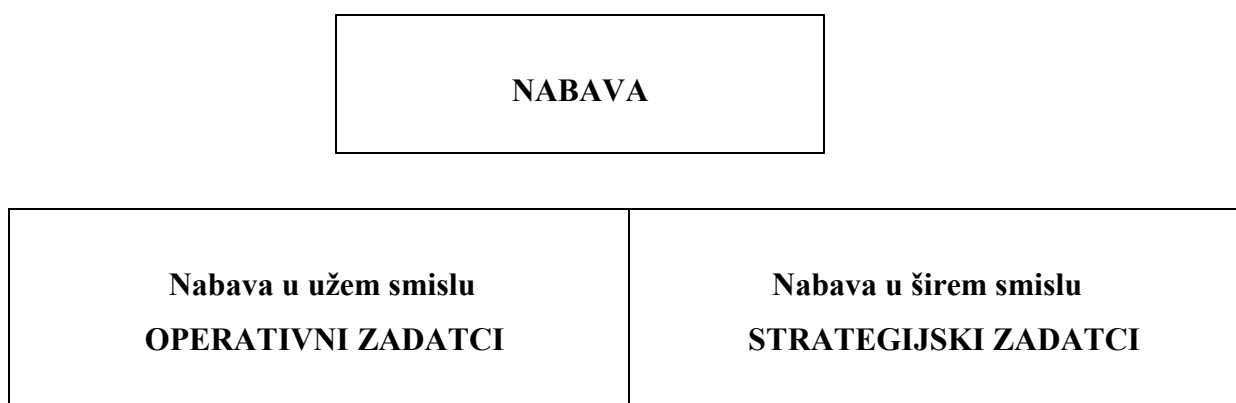 NABAVA
Nabava u užem smislu
OPERATIVNI ZADATCI
Nabava u širem smislu
STRATEGIJSKI ZADATCI